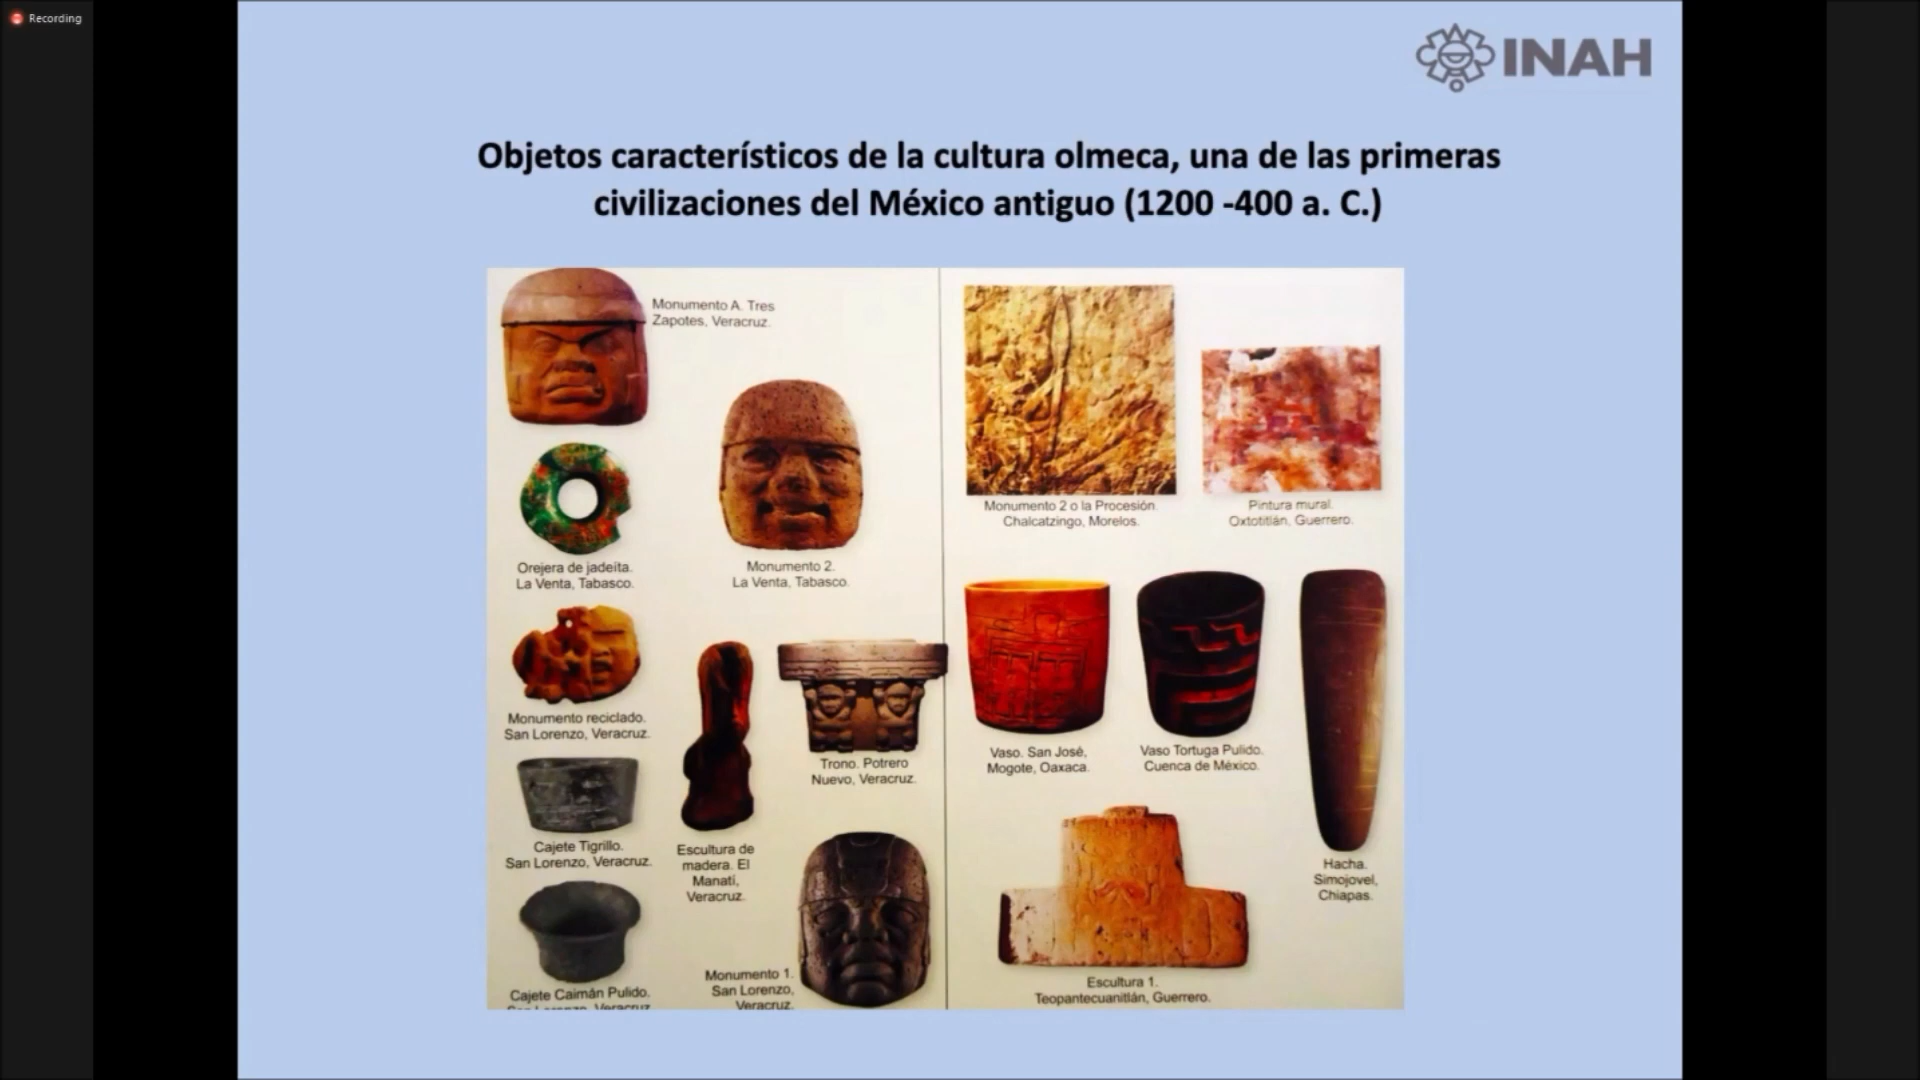 Recording
INAH
Objetos característicos de la cultura olmeca, una de las primeras
civilizaciones del México antiguo (1200 -400 a. C.)
Monumento A. Tres
Zapotes, Veracruz.
Orejera de jadeíta.
La Venta, Tabasco.
Monumento 2.
La Venta, Tabasco.
Monumento reciclado.
San Lorenzo, Veracruz.
Cajete Tigrillo.
San Lorenzo, Veracruz.
Escultura de
madera. El
Manatí,
Veracruz.
Trono. Potrero
Nuevo, Veracruz.
Cajete Caimán Pulido.
San Lorenzo, Veracruz
Monumento 1.
San Lorenzo,
Veracruz.
Monumento 2 o la Procesión.
Chalcatzingo, Morelos.
Pintura mural.
Oxtotitlán, Guerrero.
Vaso. San José,
Mogote, Oaxaca.
Vaso Tortuga Pulido.
Cuenca de México.
Hacha.
Simojovel,
Chiapas.
Escultura 1.
Teopantecuanitlán, Guerrero.